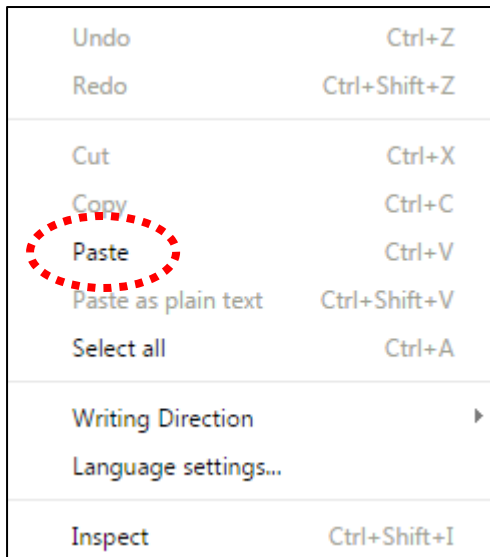 Undo Ctrl+Z
Redo Ctrl+Shift+Z
Cut Ctrl+X
Copy Ctrl+C
Paste Ctrl+V
Paste as plain text Ctrl+Shift+V
Select all Ctrl+A
Writing Direction
Language settings...
Inspect Ctrl+Shift+I